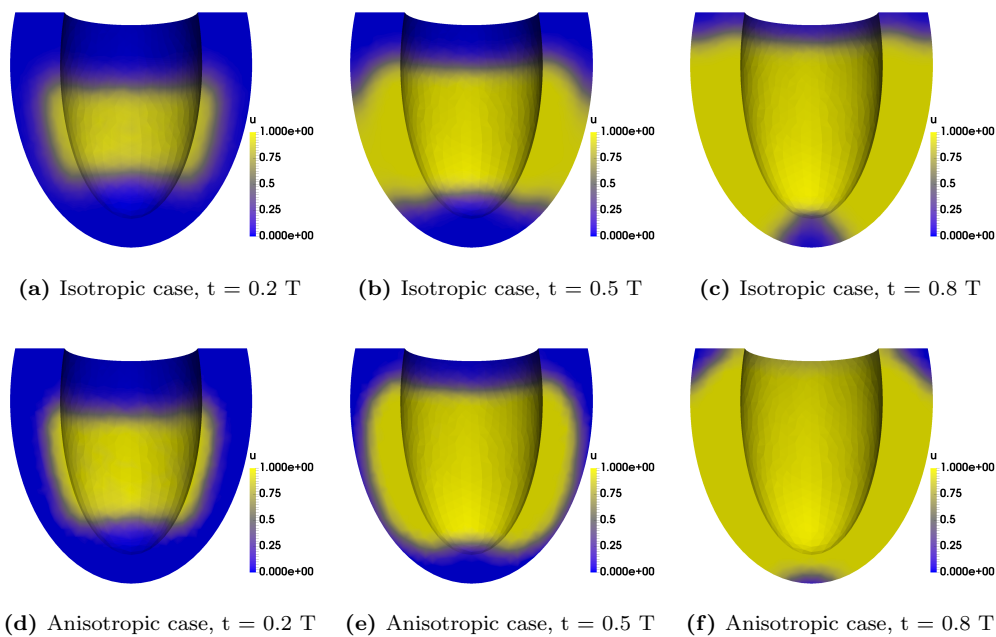 u
1.000e+00
0.75
0.5
0.25
0.000e+00
u
1.000e+00
0.75
0.5
0.25
0.000e+00
u
1.000e+00
0.75
0.5
0.25
0.000e+00
(a) Isotropic case, t = 0.2 T
(b) Isotropic case, t = 0.5 T
(c) Isotropic case, t = 0.8 T
u
1.000e+00
0.75
0.5
0.25
0.000e+00
u
1.000e+00
0.75
0.5
0.25
0.000e+00
u
1.000e+00
0.75
0.5
0.25
0.000e+00
(d) Anisotropic case, t = 0.2 T
(e) Anisotropic case, t = 0.5 T
(f) Anisotropic case, t = 0.8 T